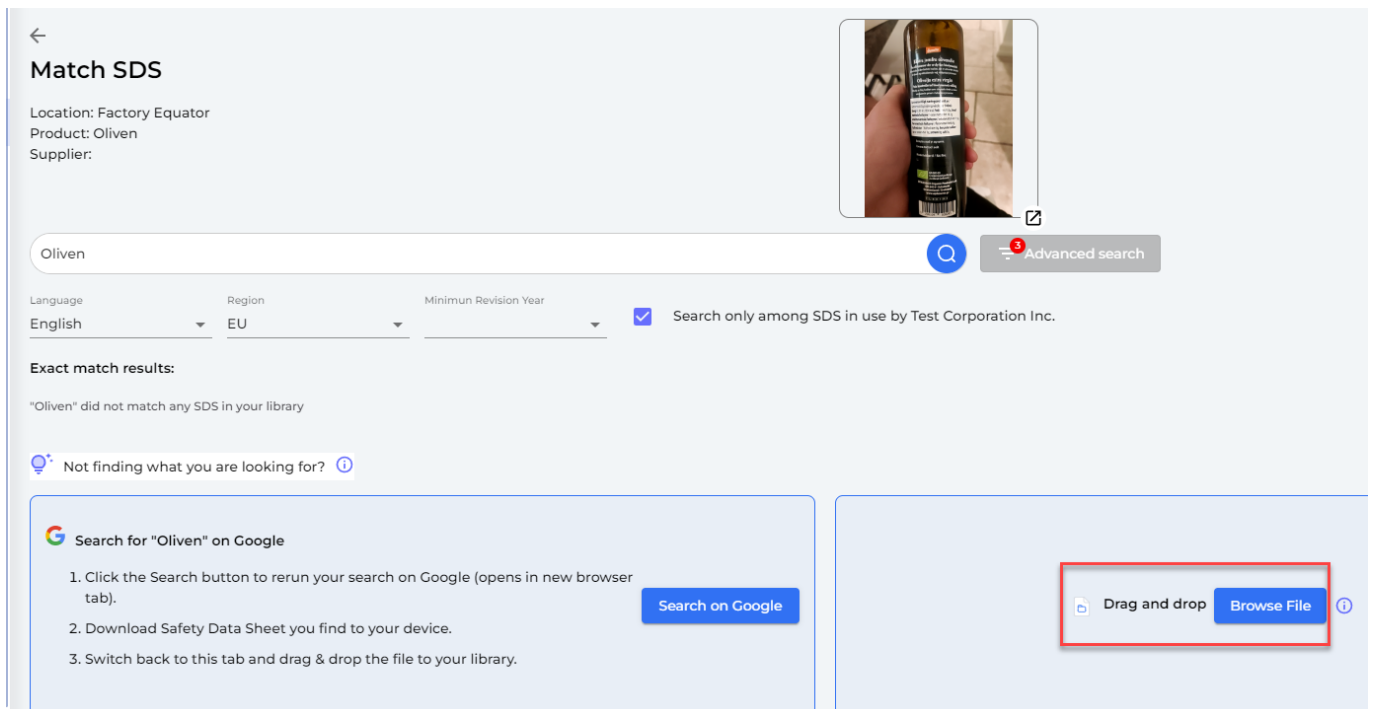 Match SDS
Location: Factory Equator
Product: Oliven
Supplier:
Oliven
3
Advanced search
Language
Region
Minimun Revision Year
English
EU
Search only among SDS in use by Test Corporation Inc.
Exact match results:
"Oliven" did not match any SDS in your library
Not finding what you are looking for?
Search for "Oliven" on Google
1. Click the Search button to rerun your search on Google (opens in new browser
tab).
2. Download Safety Data Sheet you find to your device.
3. Switch back to this tab and drag & drop the file to your library.
Search on Google
Drag and drop
Browse File